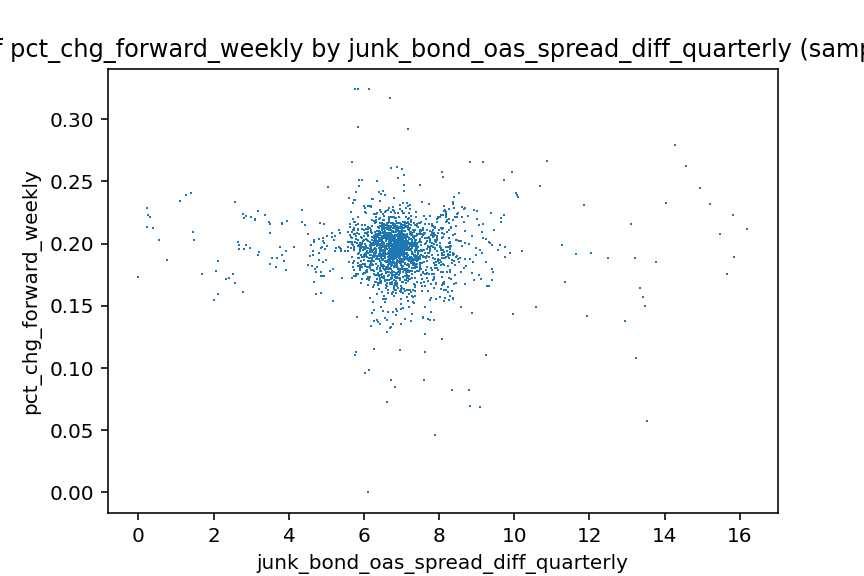 pct_chg_forward_weekly by junk_bond_oas_spread_diff_quarterly
0.30
0.25
0.20
0.15
0.10
0.05
0.00
pct_chg_forward_weekly
0 2 4 6 8 10 12 14 16
junk_bond_oas_spread_diff_quarterly